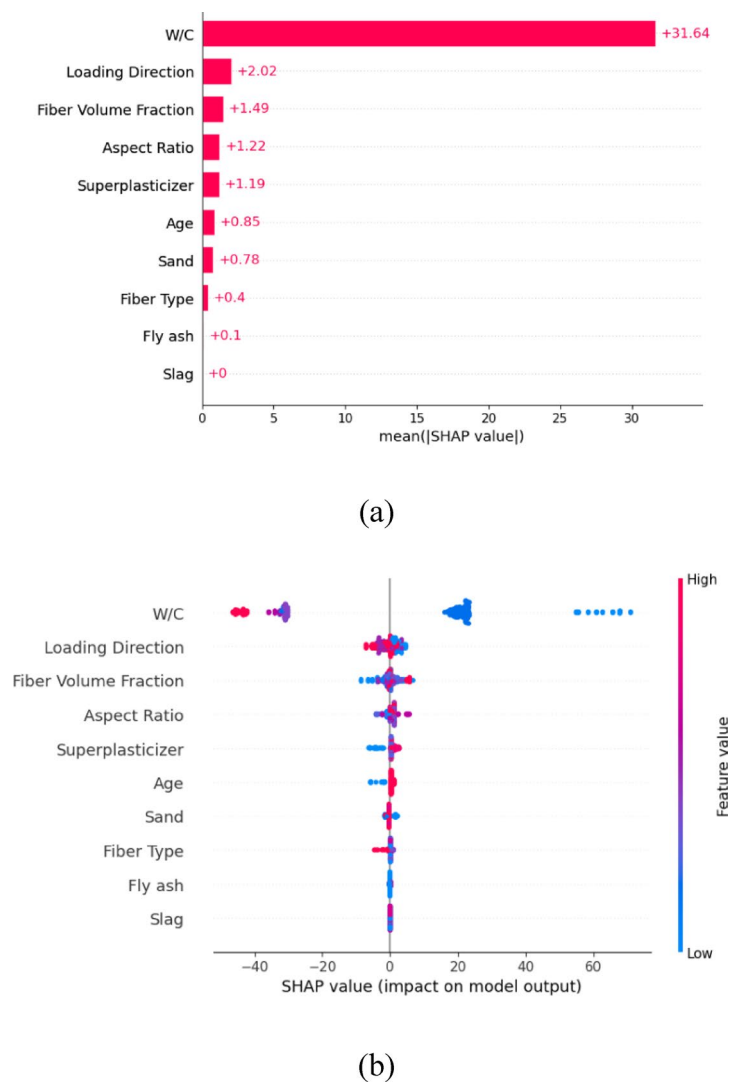 W/C
+31.64
Loading Direction
+2.02
Fiber Volume Fraction
+1.49
Aspect Ratio
+1.22
Superplasticizer
+1.19
Age
+0.85
Sand
+0.78
Fiber Type
+0.4
Fly ash
+0.1
Slag
+0
0 5 10 15 20 25 30
mean(|SHAP value|)
(a)
High
W/C
Loading Direction
Fiber Volume Fraction
Aspect Ratio
Superplasticizer
Age
Sand
Fiber Type
Fly ash
Slag
Feature value
Low
−40 −20 0 20 40 60
SHAP value (impact on model output)
(b)